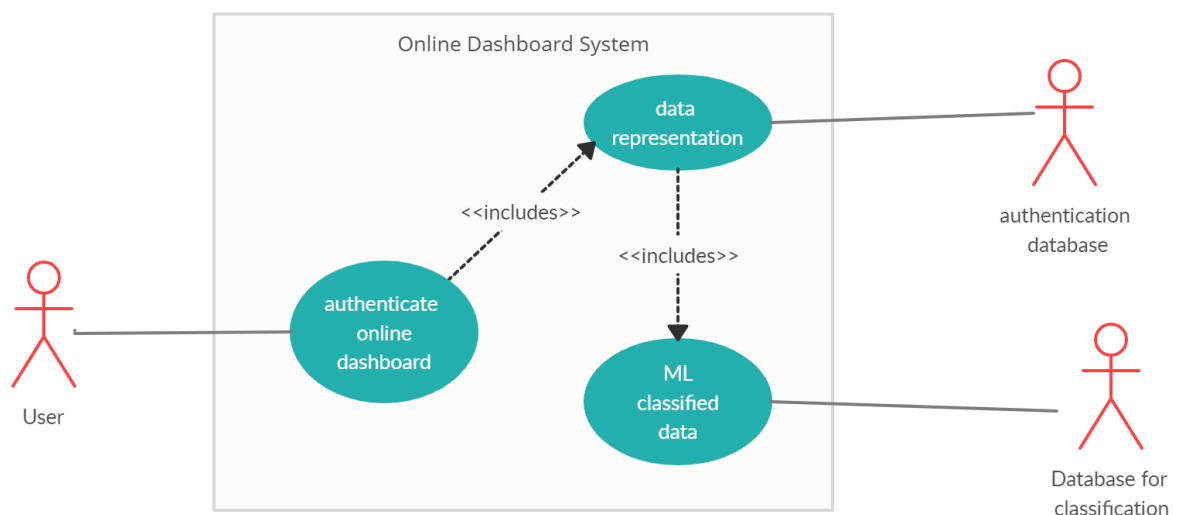 Online Dashboard System
data
representation
<<includes>>
<<includes>>
authentication
database
authenticate
online
dashboard
User
ML
classified
data
Database for
classification